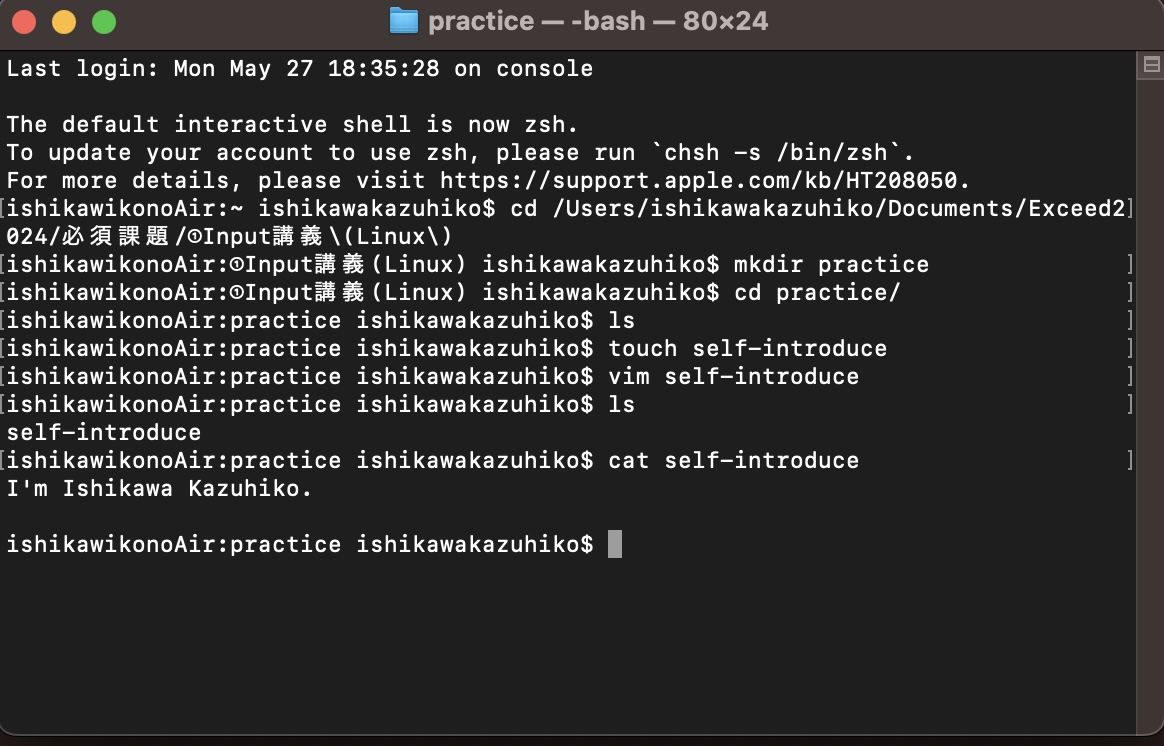 practice — -bash — 80×24
Last login: Mon May 27 18:35:28 on console
The default interactive shell is now zsh.
To update your account to use zsh, please run `chsh -s /bin/zsh`.
For more details, please visit https://support.apple.com/kb/HT208050.
[ishikawikonoAir:~ ishikawakazuhiko$ cd /Users/ishikawakazuhiko/Documents/Exceed2]
024/必須課題/①Input講義\(Linux\)
[ishikawikonoAir:①Input講義(Linux) ishikawakazuhiko$ mkdir practice ]
[ishikawikonoAir:①Input講義(Linux) ishikawakazuhiko$ cd practice/ ]
[ishikawikonoAir:practice ishikawakazuhiko$ ls ]
[ishikawikonoAir:practice ishikawakazuhiko$ touch self-introduce ]
[ishikawikonoAir:practice ishikawakazuhiko$ vim self-introduce ]
[ishikawikonoAir:practice ishikawakazuhiko$ ls ]
self-introduce
[ishikawikonoAir:practice ishikawakazuhiko$ cat self-introduce ]
I'm Ishikawa Kazuhiko.
ishikawikonoAir:practice ishikawakazuhiko$